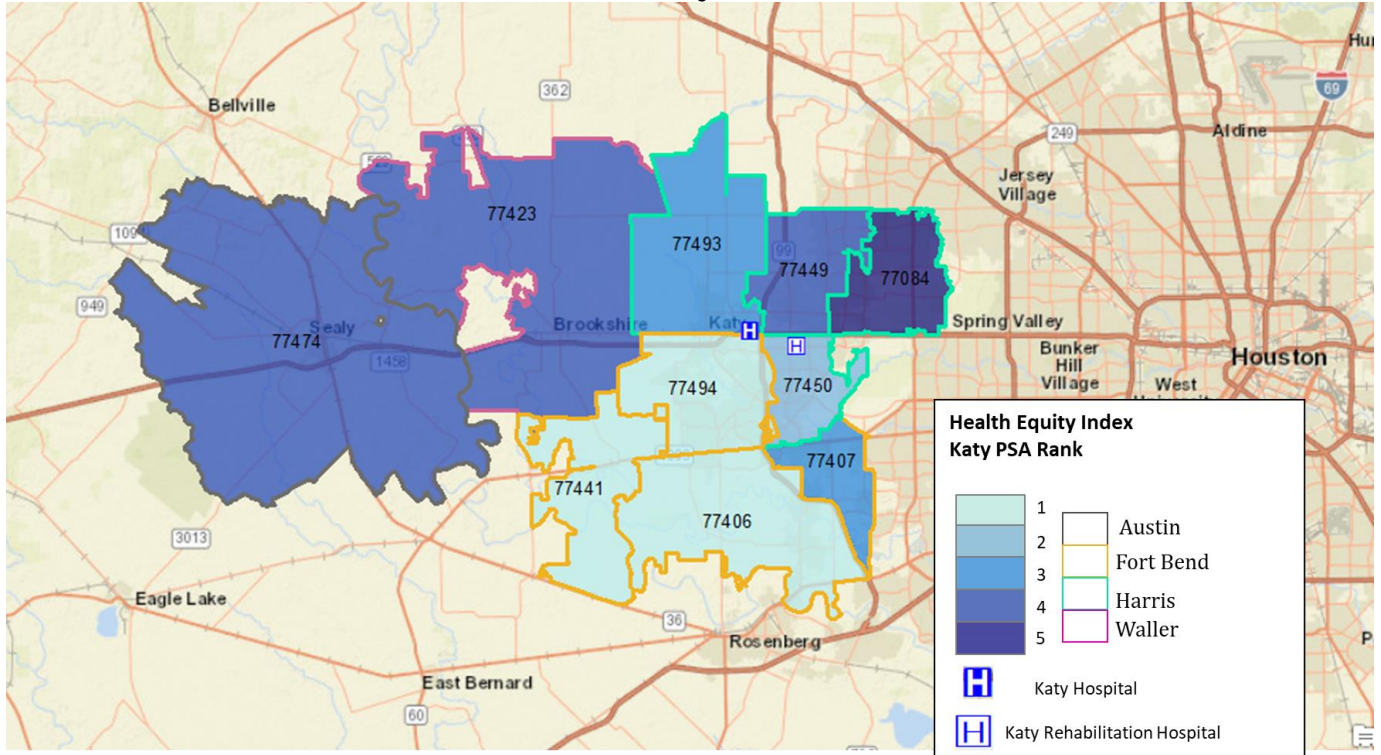 362
69
Bellville
249
Aldine
Jersey
Village
77423
1094
77493
99
77449
77084
949
Sealy
Brookshire
Katy
H
Spring Valley
77474
1458
H
Bunker
Hill
Village
Houston
West
77494
77450
77407
77441
77406
3013
Eagle Lake
36
Rosenberg
East Bernard
60
Health Equity Index
Katy PSA Rank
1
2
3
4
5
Austin
Fort Bend
Harris
Waller
H Katy Hospital
H Katy Rehabilitation Hospital